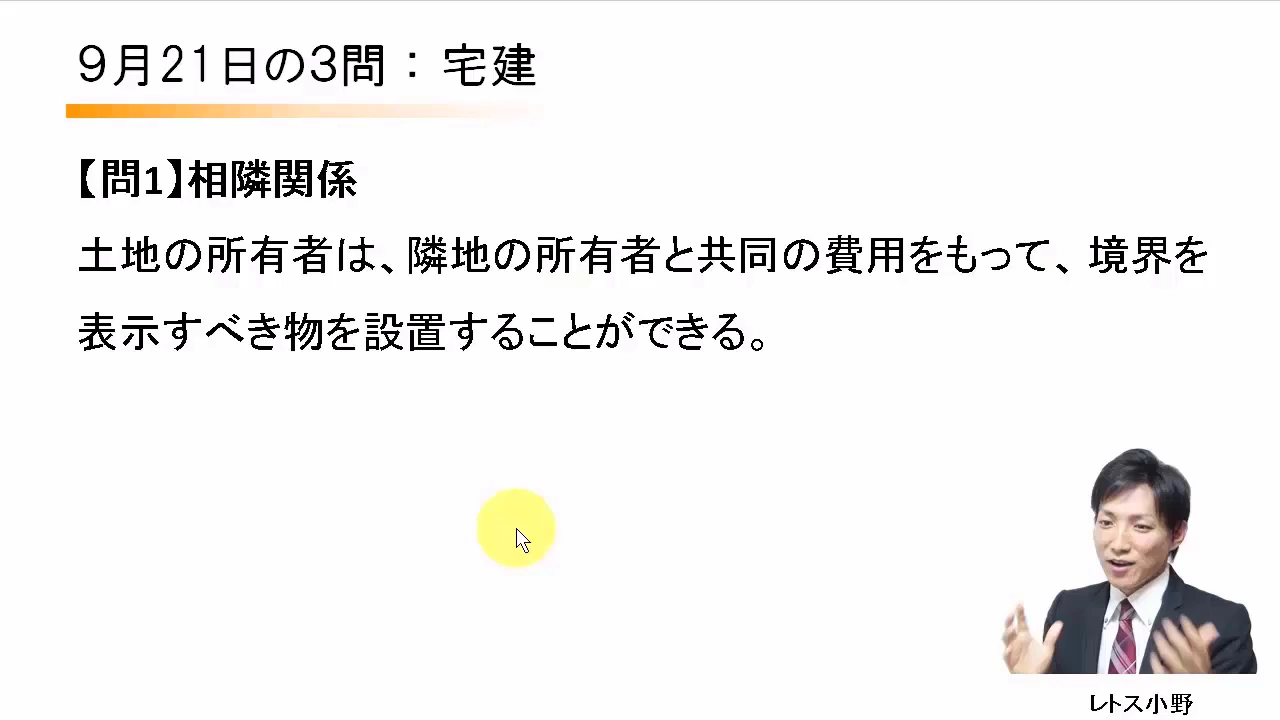 9月21日の3問：宅建
【問1】相隣関係
土地の所有者は、隣地の所有者と共同の費用をもって、境界を
表示すべき物を設置することができる。
レトス小野